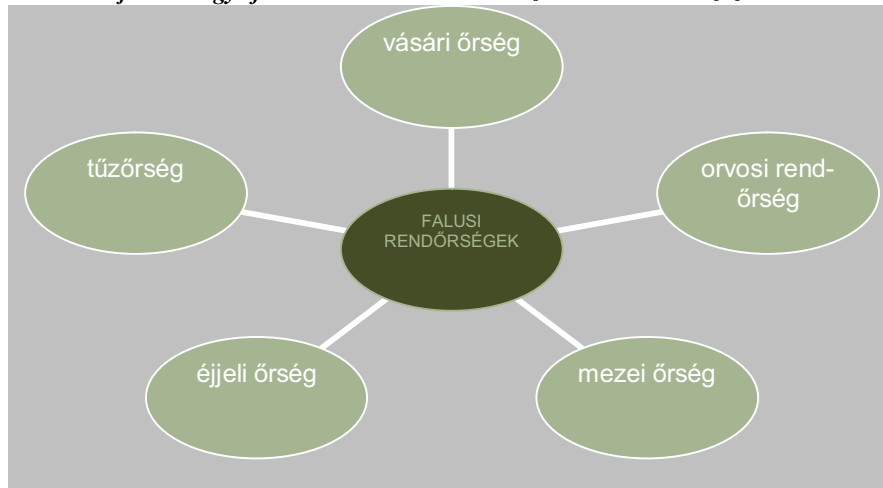 vásári őrség
tűzőrség
orvosi rend-
őrség
FALUSI
RENDŐRSÉGEK
éjjeli őrség
mezei őrség